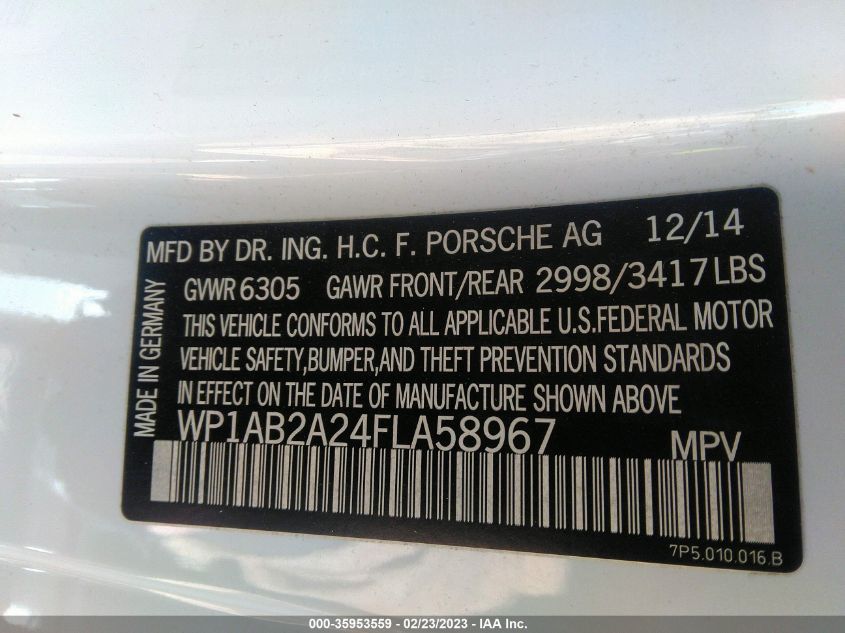 MFD BY DR. ING. H.C. F. PORSCHE AG 12/14
GVWR 6305 GAWR FRONT/REAR 2998/3417LBS
THIS VEHICLE CONFORMS TO ALL APPLICABLE U.S.FEDERAL MOTOR
VEHICLE SAFETY,BUMPER,AND THEFT PREVENTION STANDARDS
IN EFFECT ON THE DATE OF MANUFACTURE SHOWN ABOVE
WP1AB2A24FLA58967 MPV
MADE IN GERMANY
7P5.010.016.B
000-35953559 - 02/23/2023 - IAA Inc.